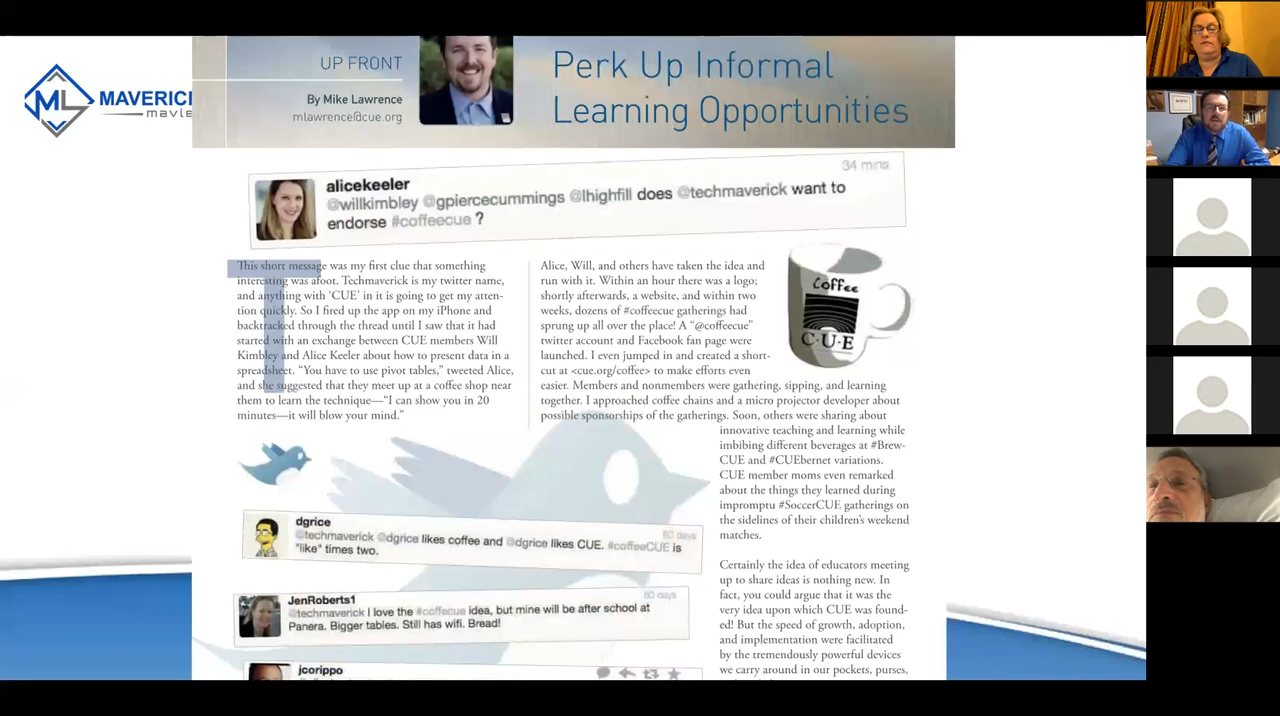 UP FRONT
By Mike Lawrence
mlawrence@cue.org
Perk Up Informal
Learning Opportunities
ML
MAVERICK
mavle
alicekeeler
34 mins
@willkimbley @gpiercecummings @lhighfill does @techmaverick want to
endorse #coffeecue ?
This short message was my first clue that something
interesting was afoot. Techmaverick is my twitter name,
and anything with ‘CUE’ in it is going to get my atten-
tion quickly. So I fired up the app on my iPhone and
backtracked through the thread until I saw that it had
started with an exchange between CUE members Will
Kimbley and Alice Keeler about how to present data in a
spreadsheet. “You have to use pivot tables,” tweeted Alice,
and she suggested that they meet up at a coffee shop near
them to learn the technique—“I can show you in 20
minutes—it will blow your mind.”
T
Alice, Will, and others have taken the idea and
run with it. Within an hour there was a logo;
shortly afterwards, a website, and within two
weeks, dozens of #coffeecue gatherings had
sprung up all over the place! A “@coffeecue”
twitter account and Facebook fan page were
launched. I even jumped in and created a short-
cut at <cue.org/coffee> to make efforts even
easier. Members and nonmembers were gathering, sipping, and learning
together. I approached coffee chains and a micro projector developer about
possible sponsorships of the gatherings. Soon, others were sharing about
innovative teaching and learning while
imbibing different beverages at #Brew-
CUE and #CUEbernet variations.
CUE member moms even remarked
about the things they learned during
impromptu #SoccerCUE gatherings on
the sidelines of their children’s weekend
matches.
Certainly the idea of educators meeting
up to share ideas is nothing new. In
fact, you could argue that it was the
very idea upon which CUE was found-
ed! But the speed of growth, adoption,
and implementation were facilitated
by the tremendously powerful devices
we carry around in our pockets, purses,
Coffee
C·U·E
dgrice
80 days
@techmaverick @dgrice likes coffee and @dgrice likes CUE. #coffeeCUE is
"like" times two.
JenRoberts1
80 days
@techmaverick I love the #coffecue idea, but mine will be after school at
Panera. Bigger tables. Still has wifi. Bread!
jcorippo